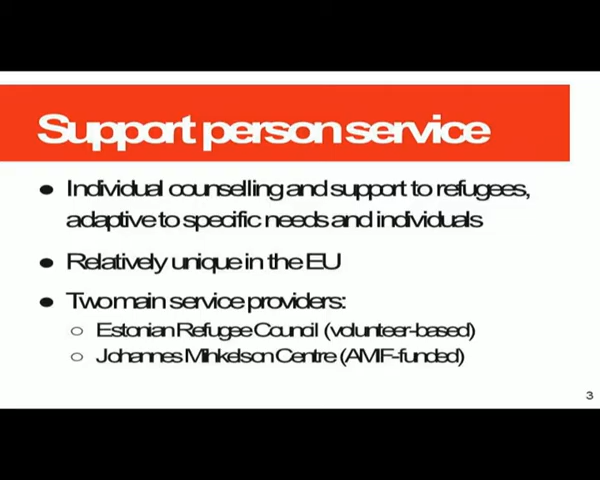 Support person service
● Individual counselling and support to refugees,
adaptive to specific needs and individuals
● Relatively unique in the EU
● Two main service providers:
○ Estonian Refugee Council (volunteer-based)
○ Johannes Mihkelson Centre (AMIF-funded)
3